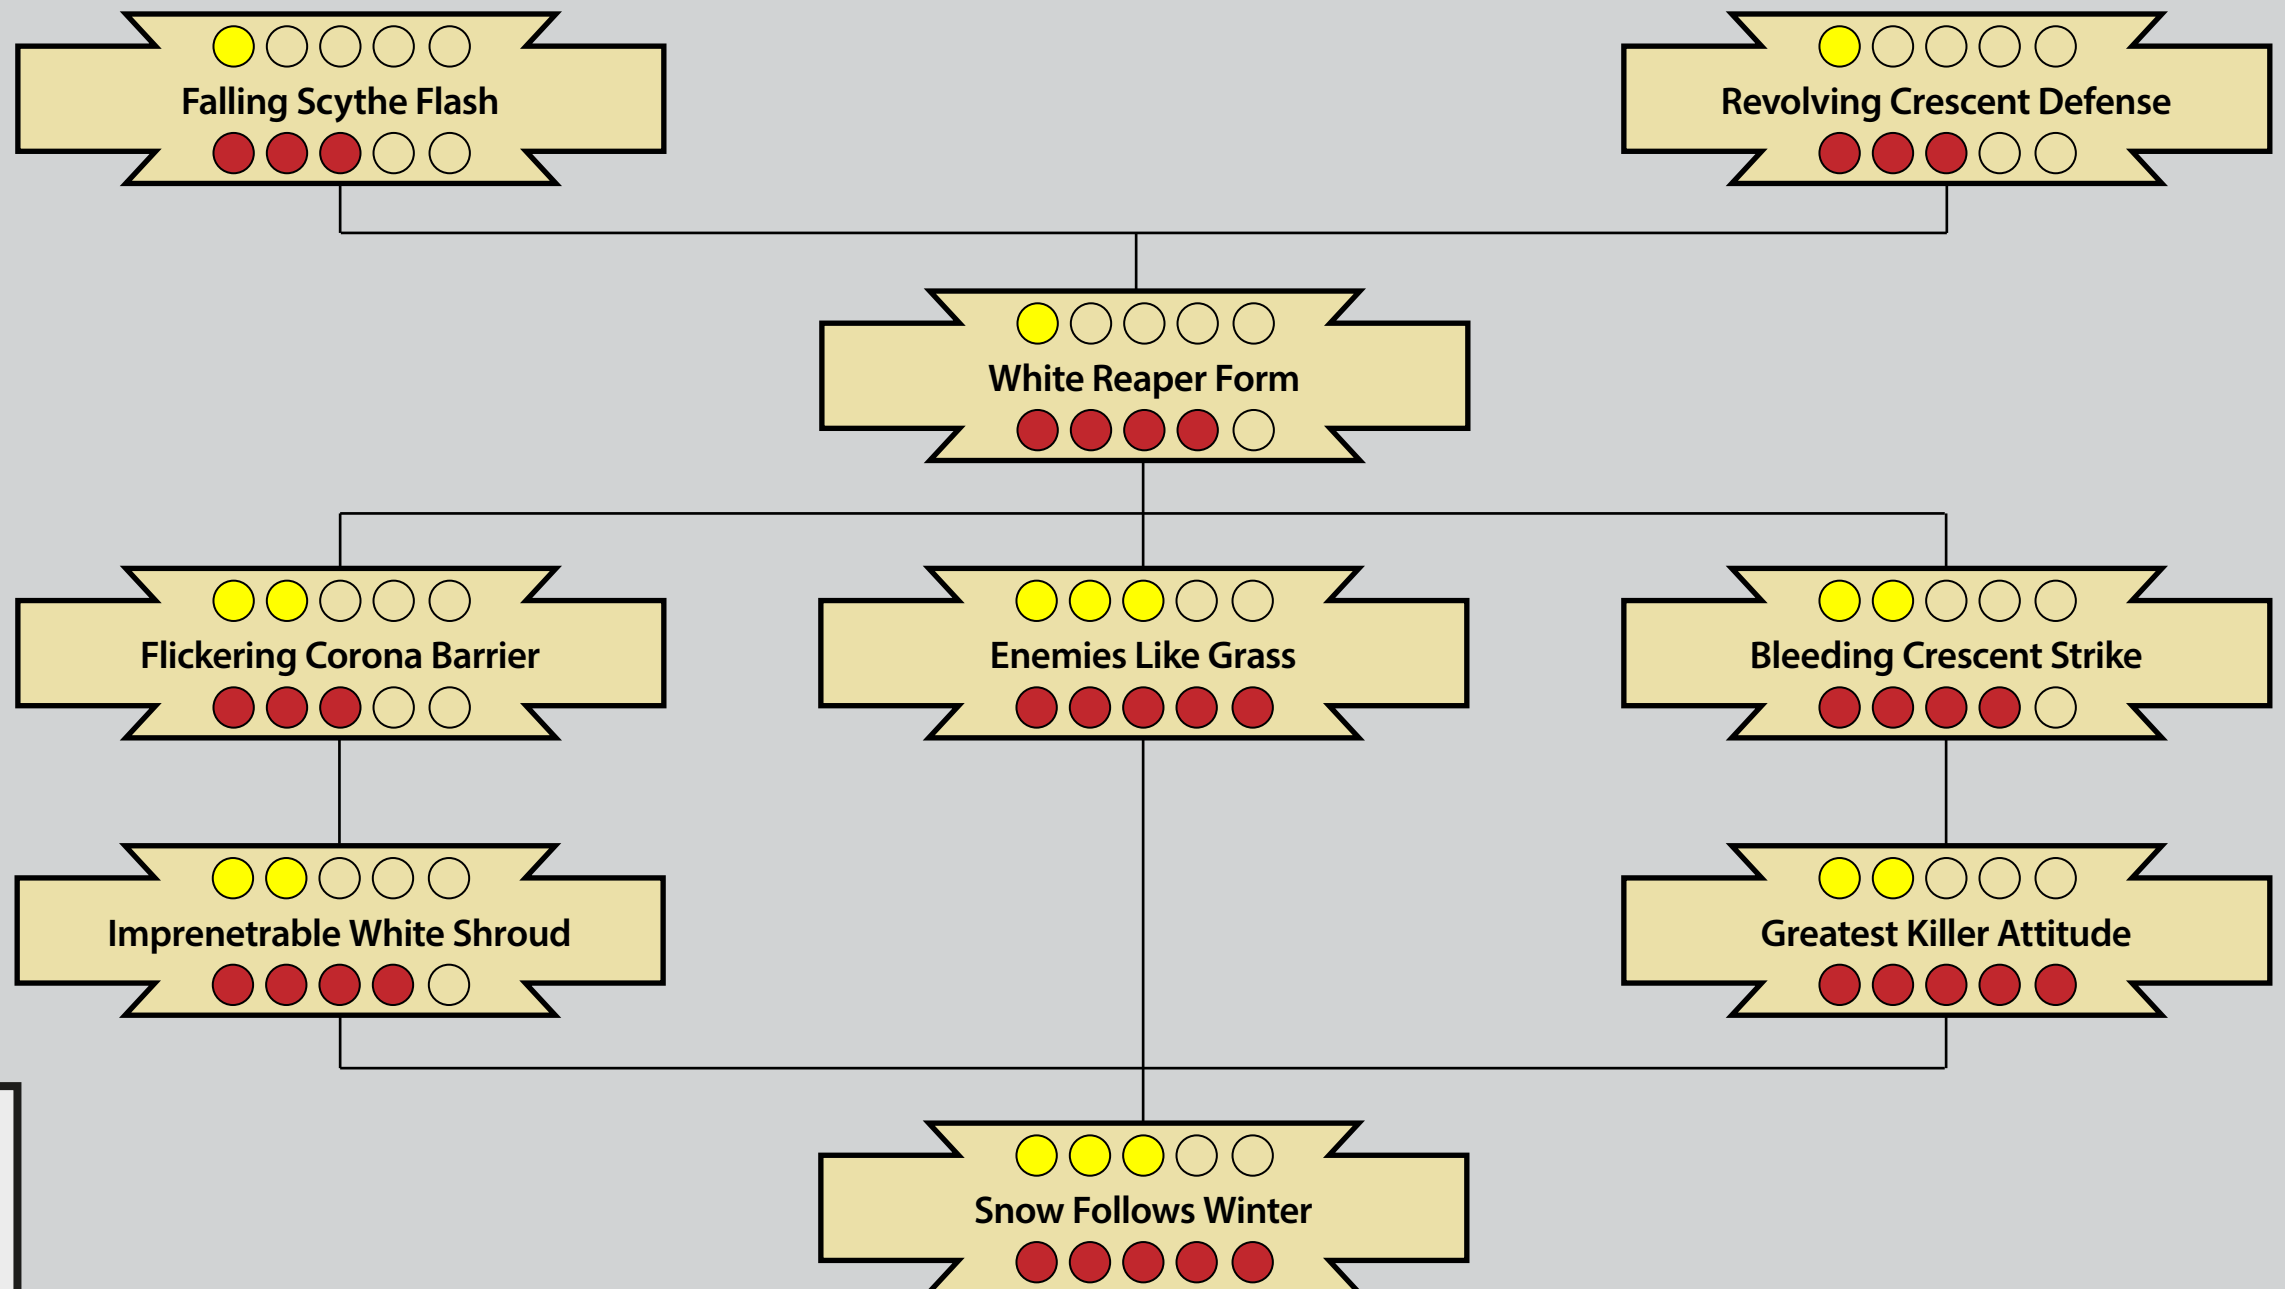 Falling Scythe Flash
Revolving Crescent Defense
White Reaper Form
Flickering Corona Barrier
Enemies Like Grass
Bleeding Crescent Strike
Imprenetrable White Shroud
Greatest Killer Attitude
Snow Follows Winter